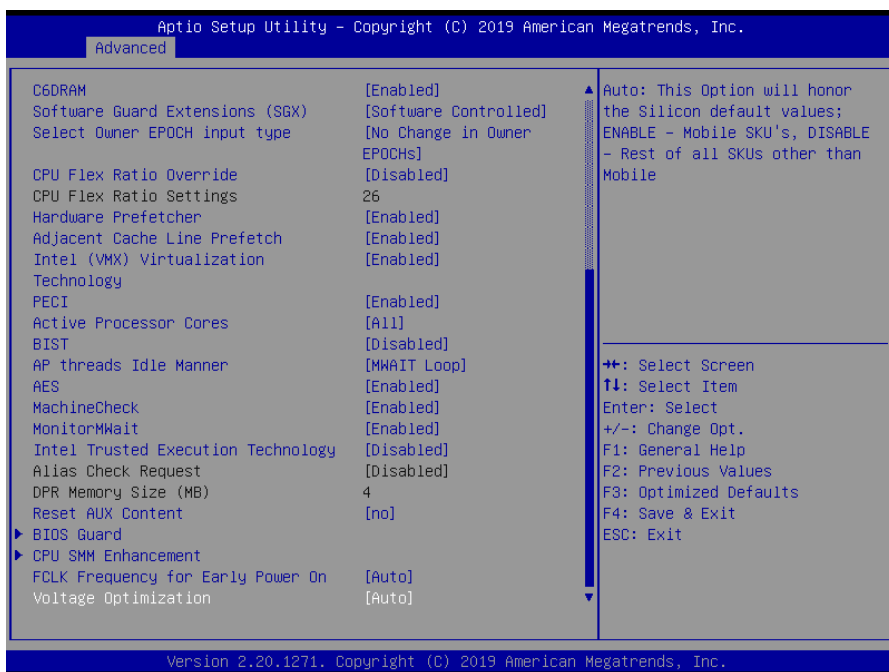 Aptio Setup Utility – Copyright (C) 2019 American Megatrends, Inc.
Advanced
C6DRAM [Enabled]
Software Guard Extensions (SGX) [Software Controlled]
Select Owner EPOCH input type [No Change in Owner
EPOCHs]
CPU Flex Ratio Override [Disabled]
CPU Flex Ratio Settings 26
Hardware Prefetcher [Enabled]
Adjacent Cache Line Prefetch [Enabled]
Intel (VMX) Virtualization [Enabled]
Technology
PECI [Enabled]
Active Processor Cores [All]
BIST [Disabled]
AP threads Idle Manner [MWAIT Loop]
AES [Enabled]
MachineCheck [Enabled]
MonitorMWait [Enabled]
Intel Trusted Execution Technology [Disabled]
Alias Check Request [Disabled]
DPR Memory Size (MB) 4
Reset AUX Content [no]
BIOS Guard
CPU SMM Enhancement
FCLK Frequency for Early Power On [Auto]
Voltage Optimization [Auto]
Auto: This Option will honor
the Silicon default values;
ENABLE – Mobile SKU's, DISABLE
– Rest of all SKUs other than
Mobile
→←: Select Screen
↑↓: Select Item
Enter: Select
+/-: Change Opt.
F1: General Help
F2: Previous Values
F3: Optimized Defaults
F4: Save & Exit
ESC: Exit
Version 2.20.1271. Copyright (C) 2019 American Megatrends, Inc.